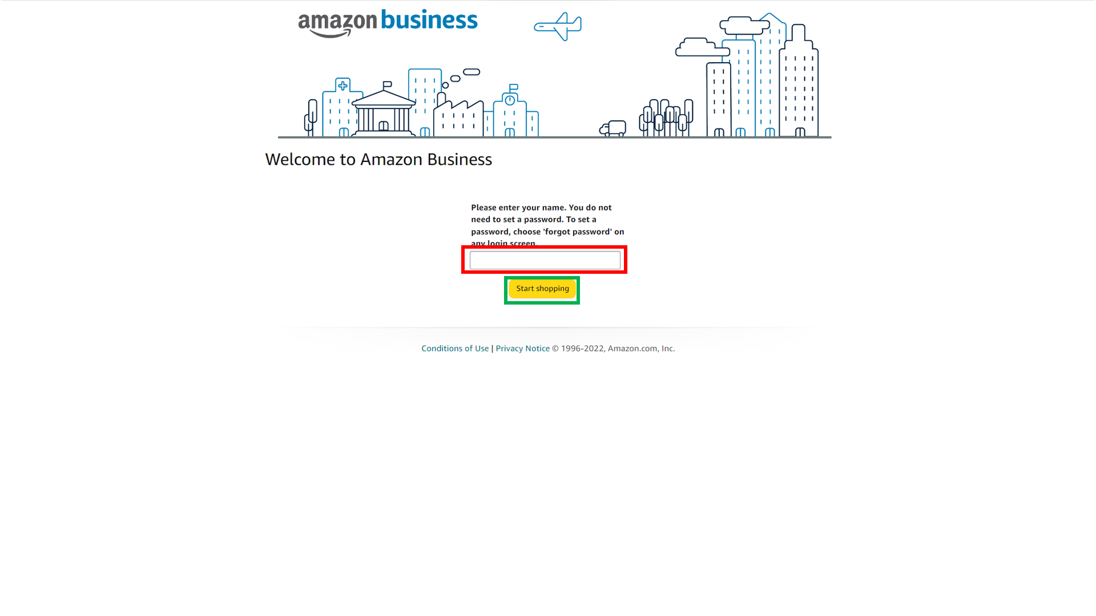 amazon business
Welcome to Amazon Business
Please enter your name. You do not
need to set a password. To set a
password, choose 'forgot password' on
any login screen
Start shopping
Conditions of Use | Privacy Notice © 1996-2022, Amazon.com, Inc.